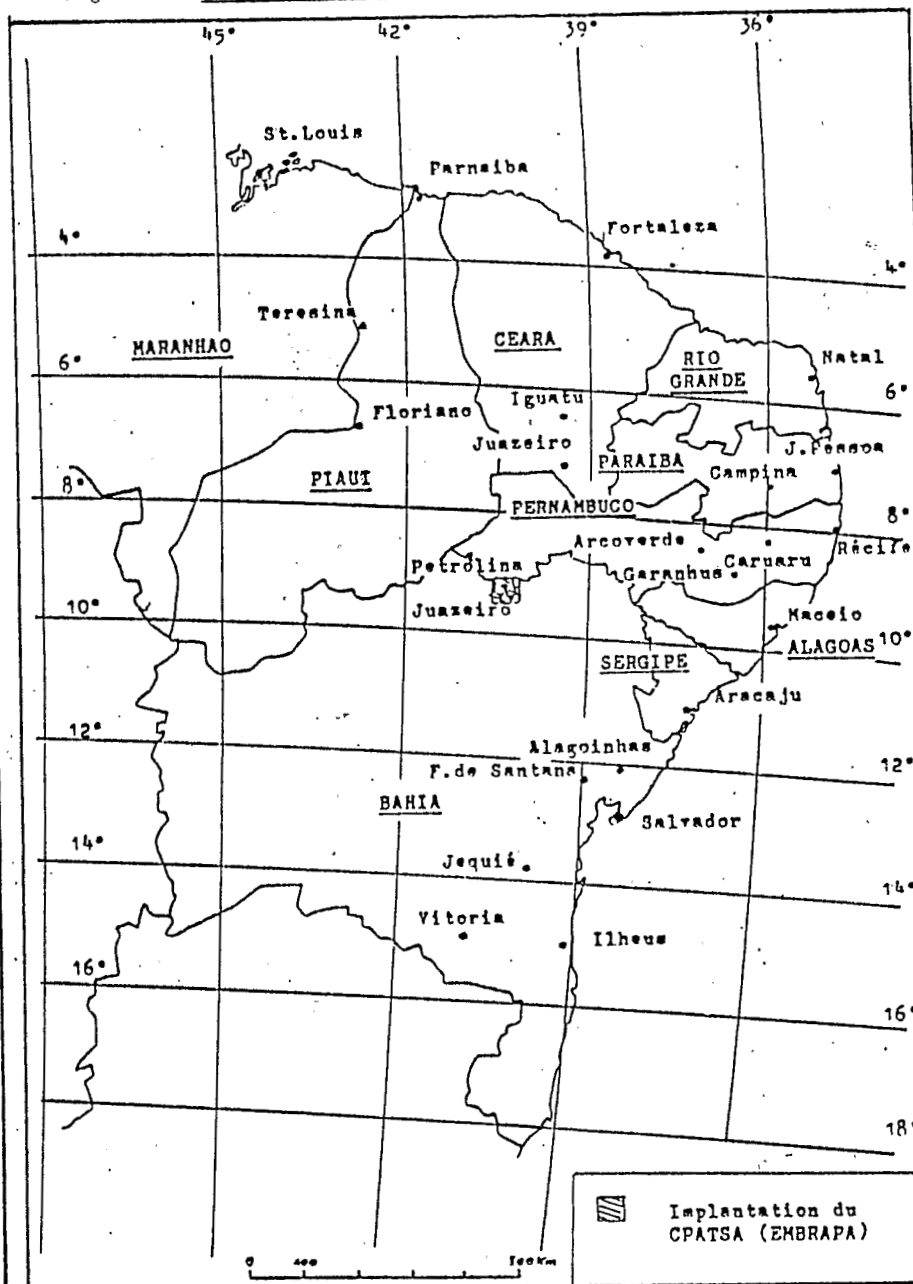 45°
42°
39°
36°
St.Louis
Parnaiba
Fortaleza
4°
4°
Teresina
MARANHAO
CEARA
RIO
GRANDE
Natal
6°
6°
Iguatu
Floriano
Juazeiro
J.Pessoa
PARAIBA
Campina
PIAUI
8°
PERNAMBUCO
8°
Arcoverde
Récife
Petrolina
Caruaru
Garanhus
Juazeiro
Maceio
10°
10°
ALAGOAS
SERGIPE
Aracaju
12°
Alagoinhas
12°
F.de Santana
BAHIA
Salvador
14°
Jequié
14°
Vitoria
Ilheus
16°
16°
18°
Implantation du
CPATSA (EMBRAPA)
0